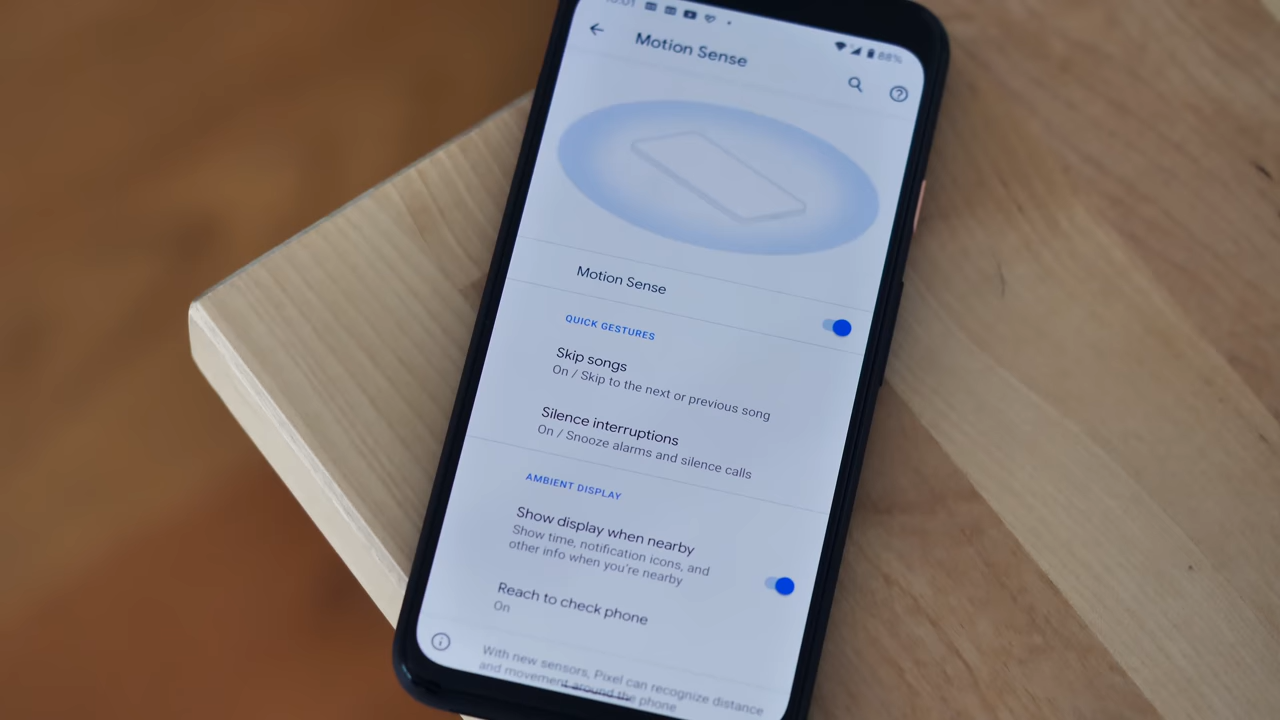 Motion Sense
88%
Motion Sense
QUICK GESTURES
Skip songs
On / Skip to the next or previous song
Silence interruptions
On / Snooze alarms and silence calls
AMBIENT DISPLAY
Show display when nearby
Show time, notification icons, and
other info when you're nearby
Reach to check phone
On
With new sensors, Pixel can recognize distance
and movement around the phone